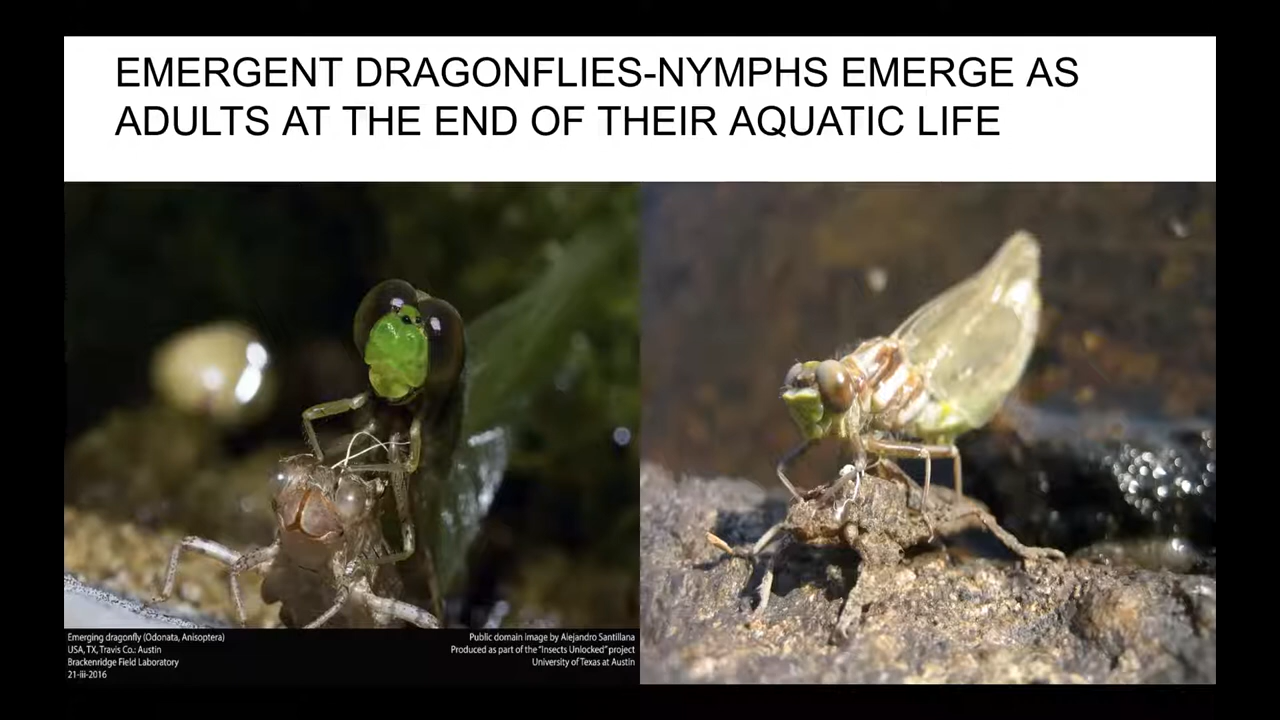 EMERGENT DRAGONFLIES-NYMPHS EMERGE AS
ADULTS AT THE END OF THEIR AQUATIC LIFE
Emerging dragonfly (Odonata, Anisoptera)
USA, TX, Travis Co.: Austin
Brackenridge Field Laboratory
21-iii-2016
Public domain image by Alejandro Santillana
Produced as part of the "Insects Unlocked" project
University of Texas at Austin